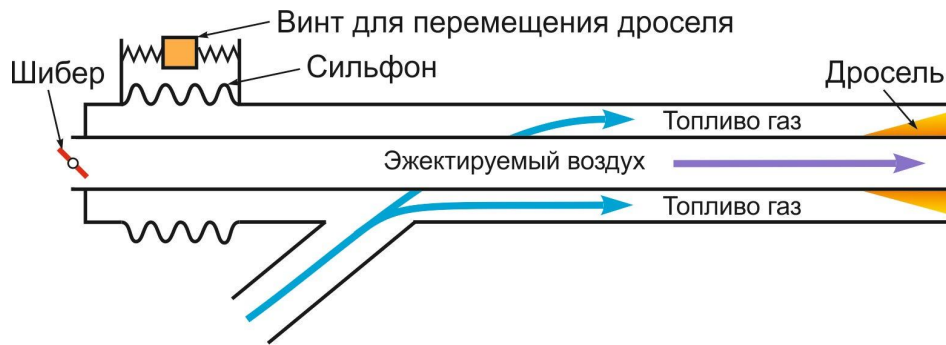 Винт для перемещения дроселя
Шибер
Сильфон
Дросель
Топливо газ
Эжектируемый воздух
Топливо газ